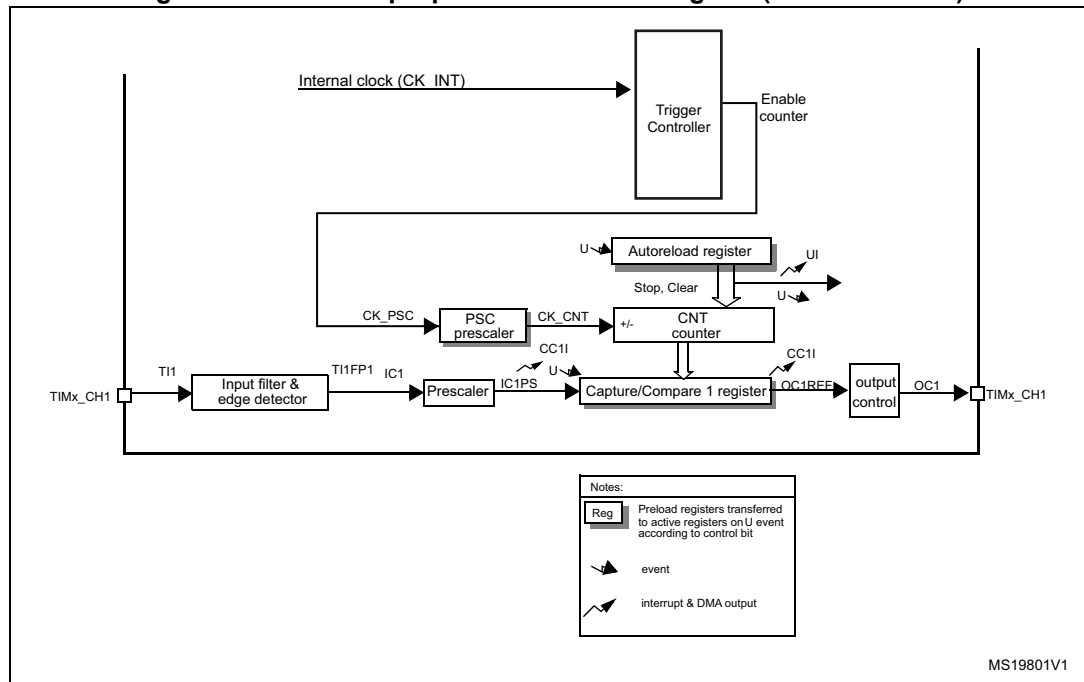 Internal clock (CK_INT)
Trigger
Controller
Enable
counter
U
Autoreload register
UI
Stop, Clear
U
CK_PSC
PSC
prescaler
CK_CNT
+/-
CNT
counter
CC1I
CC1I
U
TI1
TI1FP1
IC1
IC1PS
OC1REF
OC1
TIMx_CH1
Input filter &
edge detector
Prescaler
Capture/Compare 1 register
output
control
TIMx_CH1
Notes:
Reg
Preload registers transferred
to active registers on U event
according to control bit
event
interrupt & DMA output
MS19801V1